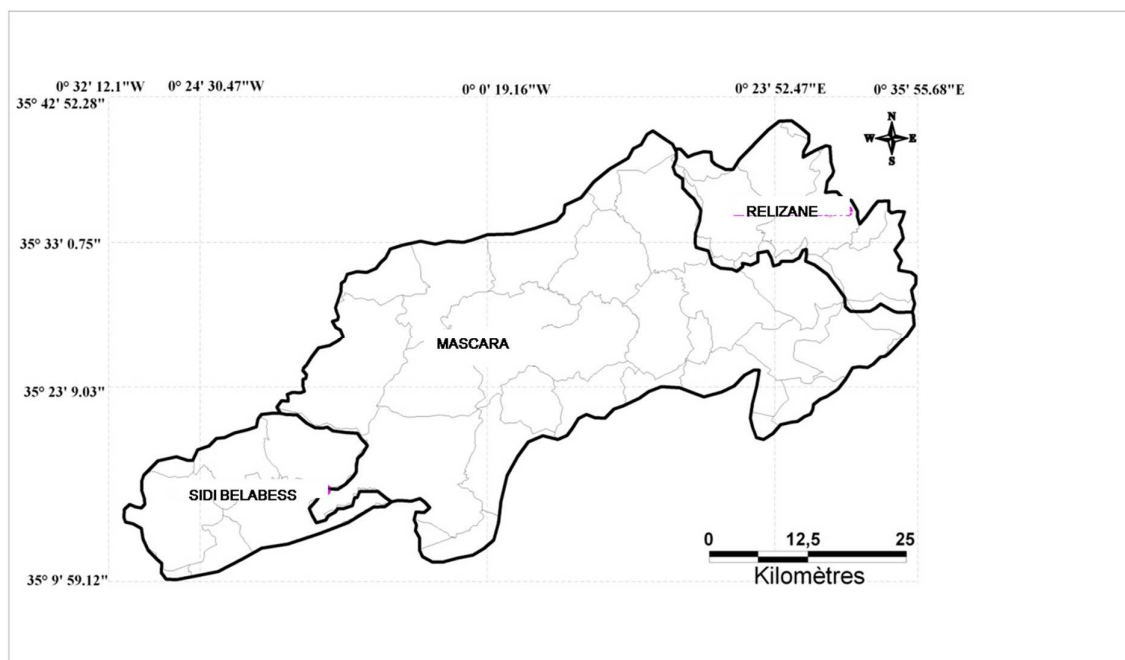 0° 32' 12.1"W 0° 24' 30.47"W 0° 0' 19.16"W 0° 23' 52.47"E 0° 35' 55.68"E
35° 42' 52.28"
N
W E
S
RELIZANE
35° 33' 0.75"
MASCARA
35° 23' 9.03"
SIDI BELABESS
0 12,5 25
Kilomètres
35° 9' 59.12"